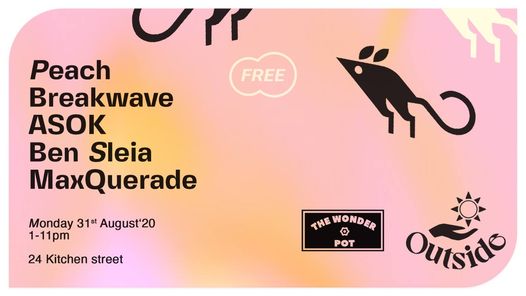 Peach
Breakwave
ASOK
Ben Sleia
MaxQuerade
FREE
Monday 31st August'20
1-11pm
24 Kitchen street
THE WONDER
POT
Outside